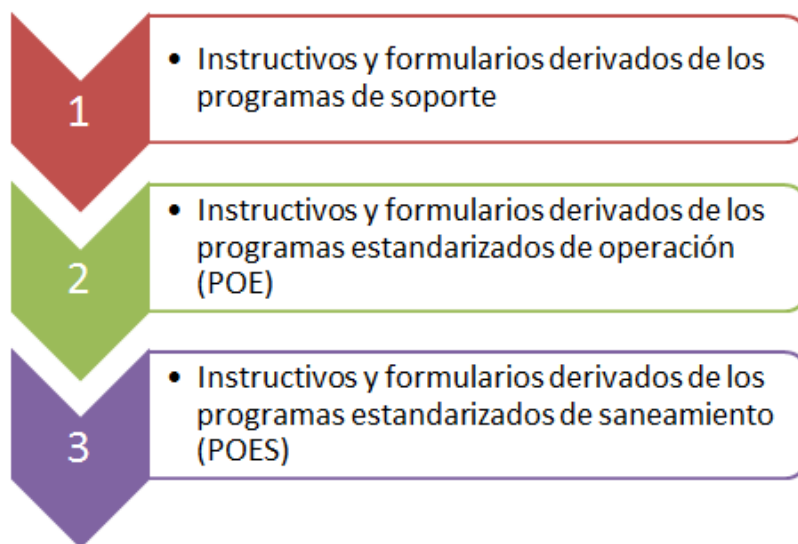 1
• Instructivos y formularios derivados de los
programas de soporte
2
• Instructivos y formularios derivados de los
programas estandarizados de operación
(POE)
3
• Instructivos y formularios derivados de los
programas estandarizados de saneamiento
(POES)